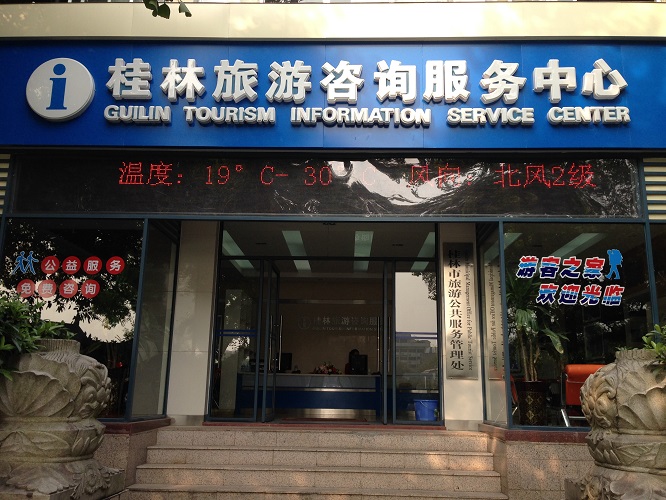 i 桂林旅游咨询服务中心
GUILIN TOURISM INFORMATION SERVICE CENTER
温度：19°C-30°C 风向：北风2级
公益服务
免费咨询
游客之家
欢迎光临
桂林市旅游公共服务管理处